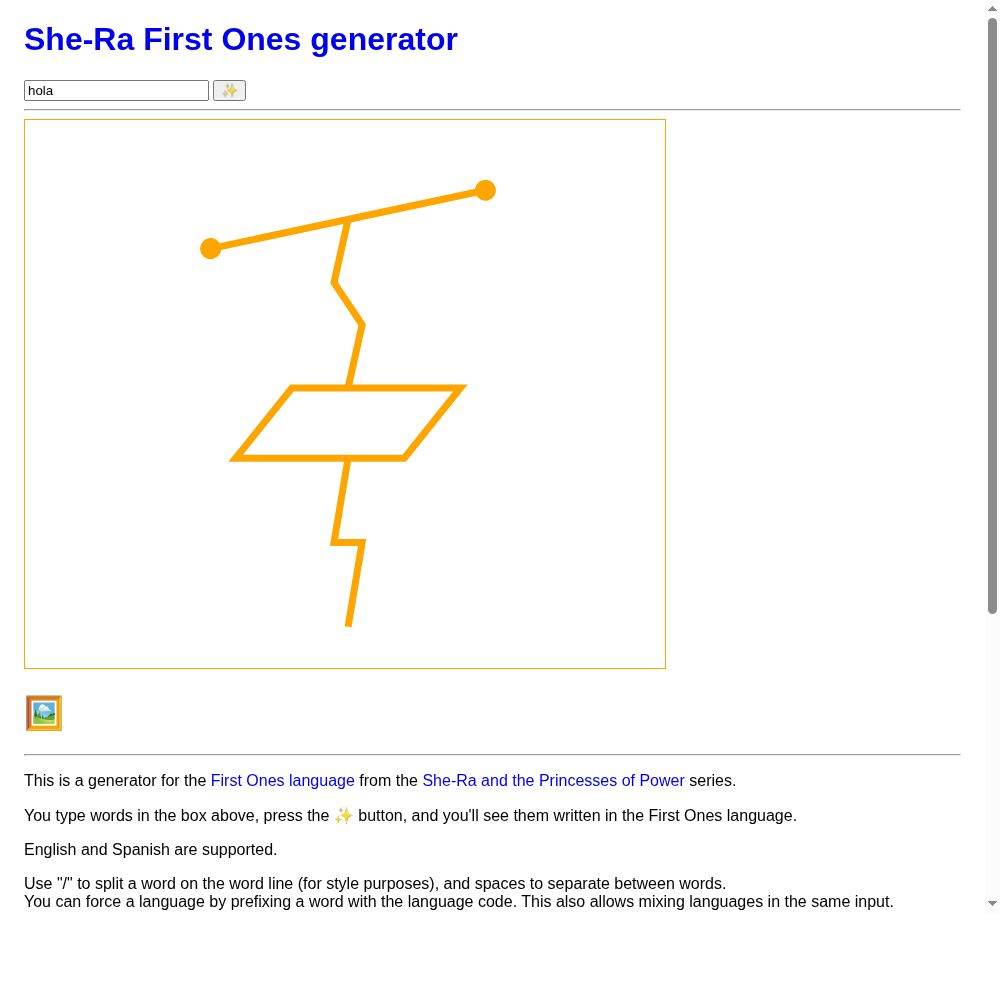 She-Ra First Ones generator
hola ✨
This is a generator for the First Ones language from the She-Ra and the Princesses of Power series.
You type words in the box above, press the ✨ button, and you'll see them written in the First Ones language.
English and Spanish are supported.
Use "/" to split a word on the word line (for style purposes), and spaces to separate between words.
You can force a language by prefixing a word with the language code. This also allows mixing languages in the same input.